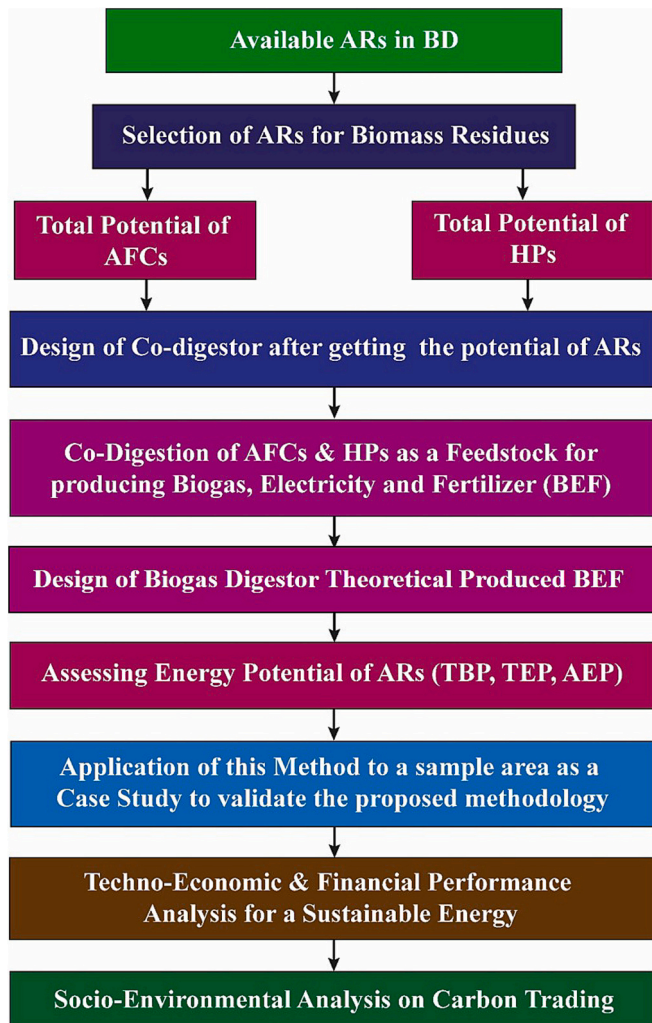 Available ARs in BD
Selection of ARs for Biomass Residues
Total Potential of
AFCs
Total Potential of
HPs
Design of Co-digestor after getting the potential of ARs
Co-Digestion of AFCs & HPs as a Feedstock for
producing Biogas, Electricity and Fertilizer (BEF)
Design of Biogas Digestor Theoretical Produced BEF
Assessing Energy Potential of ARs (TBP, TEP, AEP)
Application of this Method to a sample area as a
Case Study to validate the proposed methodology
Techno-Economic & Financial Performance
Analysis for a Sustainable Energy
Socio-Environmental Analysis on Carbon Trading